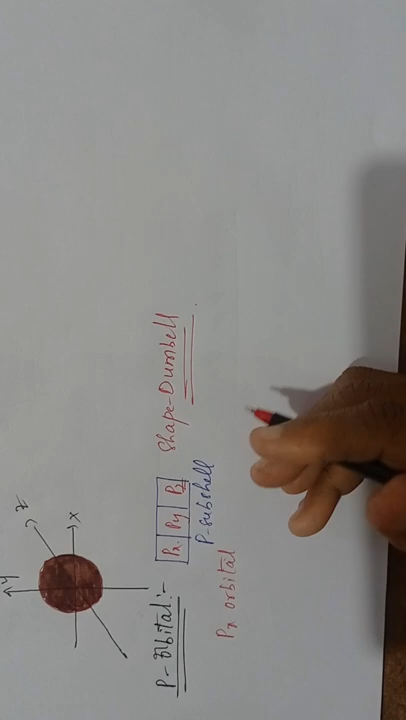 Y
Z
X
P-orbital:- Px Py Pz Shape-Dumbell
P-subshell
Px orbital